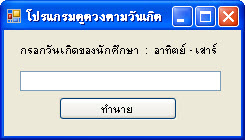 โปรแกรมดูดวงตามวันเกิด
กรอกวันเกิดของนักศึกษา : อาทิตย์ - เสาร์
ทำนาย